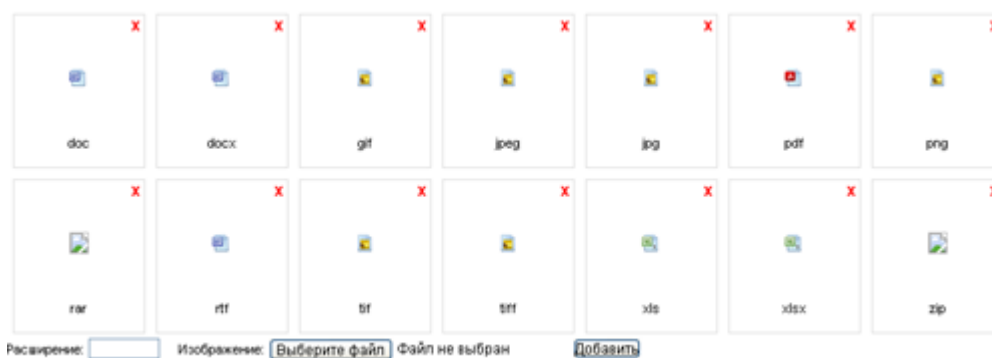 X X X X X X X
doc docx gif jpeg jpg pdf png
X X X X X X X
rar rtf tif tiff xls xlsx zip
Расширение: Изображение: Выберите файл Файл не выбран Добавить